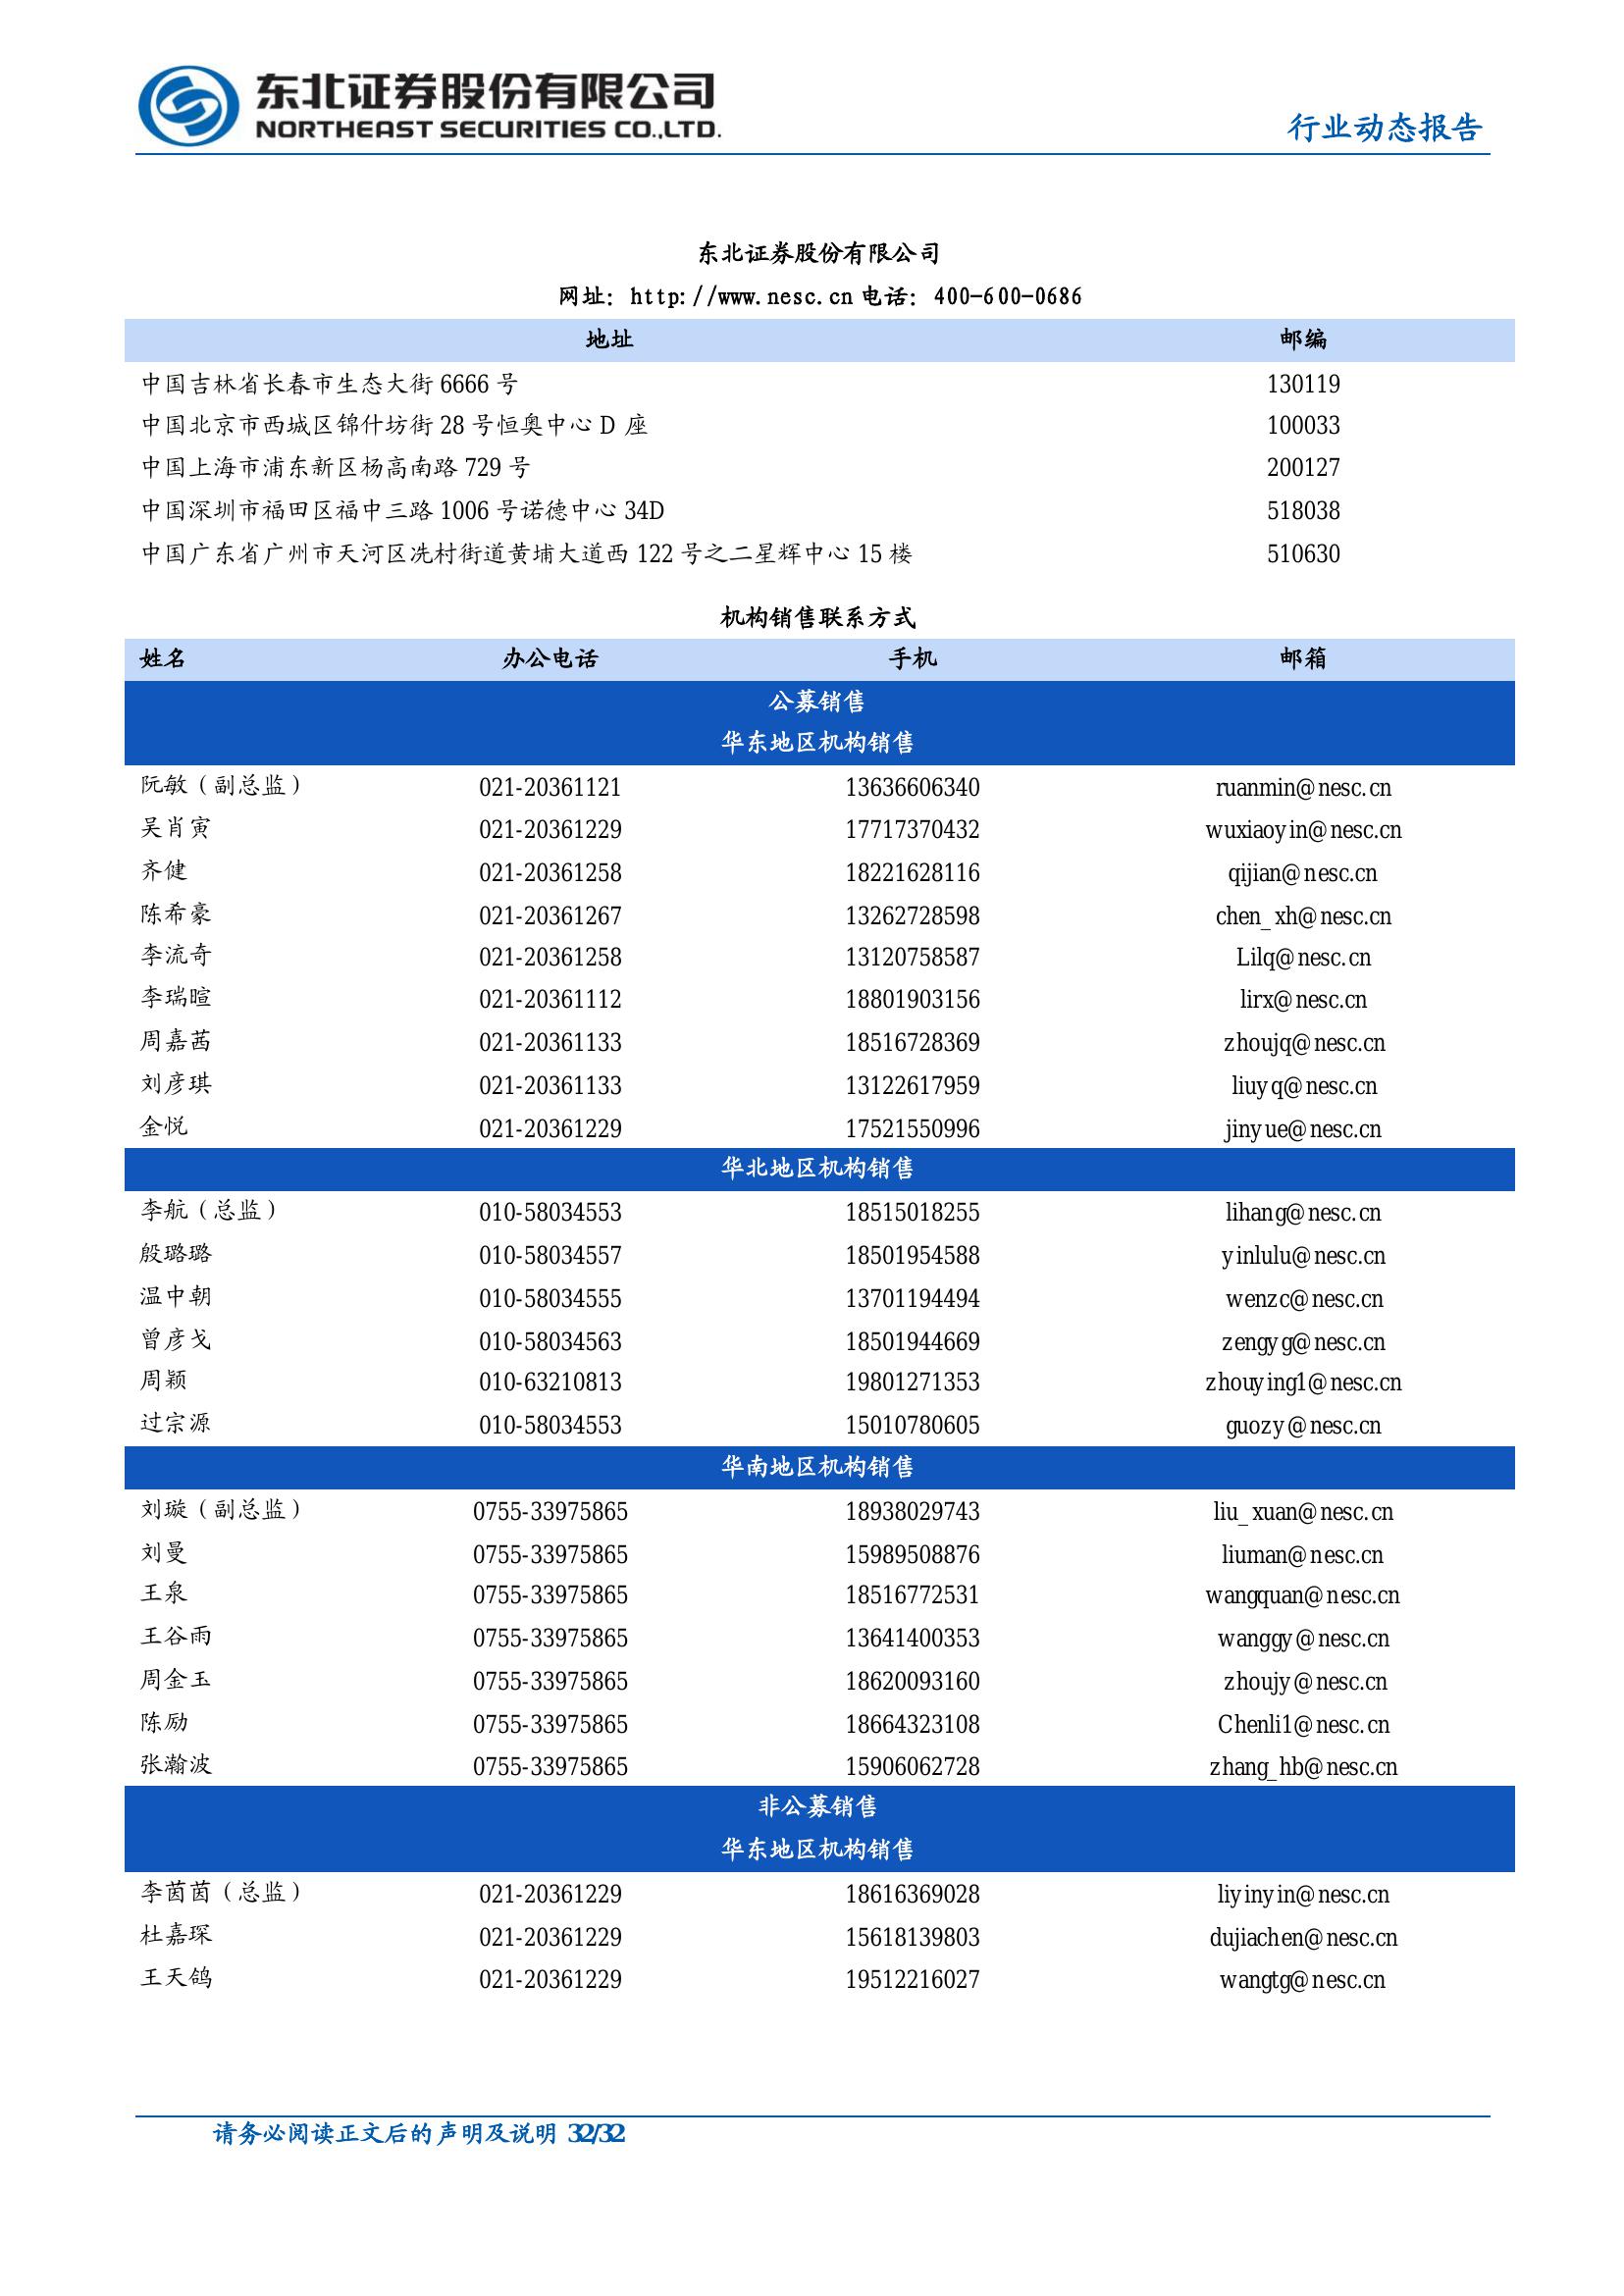 东北证券股份有限公司
NORTHEAST SECURITIES CO.,LTD.
行业动态报告
东北证券股份有限公司
网址：http://www.nesc.cn 电话：400-600-0686
地址 邮编
中国吉林省长春市生态大街 6666 号 130119
中国北京市西城区锦什坊街 28 号恒奥中心 D 座 100033
中国上海市浦东新区杨高南路 729 号 200127
中国深圳市福田区福中三路 1006 号诺德中心 34D 518038
中国广东省广州市天河区冼村街道黄埔大道西 122 号之二星辉中心 15 楼 510630
机构销售联系方式
姓名 办公电话 手机 邮箱
公募销售
华东地区机构销售
阮敏（副总监） 021-20361121 13636606340 ruanmin@nesc.cn
吴肖寅 021-20361229 17717370432 wuxiaoyin@nesc.cn
齐健 021-20361258 18221628116 qijian@nesc.cn
陈希豪 021-20361267 13262728598 chen_xh@nesc.cn
李流奇 021-20361258 13120758587 Lilq@nesc.cn
李瑞暄 021-20361112 18801903156 lirx@nesc.cn
周嘉茜 021-20361133 18516728369 zhoujq@nesc.cn
刘彦琪 021-20361133 13122617959 liuyq@nesc.cn
金悦 021-20361229 17521550996 jinyue@nesc.cn
华北地区机构销售
李航（总监） 010-58034553 18515018255 lihang@nesc.cn
殷璐璐 010-58034557 18501954588 yinlulu@nesc.cn
温中朝 010-58034555 13701194494 wenzc@nesc.cn
曾彦戈 010-58034563 18501944669 zengyg@nesc.cn
周颖 010-63210813 19801271353 zhouying1@nesc.cn
过宗源 010-58034553 15010780605 guozy@nesc.cn
华南地区机构销售
刘璇（副总监） 0755-33975865 18938029743 liu_xuan@nesc.cn
刘曼 0755-33975865 15989508876 liuman@nesc.cn
王泉 0755-33975865 18516772531 wangquan@nesc.cn
王谷雨 0755-33975865 13641400353 wanggy@nesc.cn
周金玉 0755-33975865 18620093160 zhoujy@nesc.cn
陈励 0755-33975865 18664323108 Chenli1@nesc.cn
张瀚波 0755-33975865 15906062728 zhang_hb@nesc.cn
非公募销售
华东地区机构销售
李茵茵（总监） 021-20361229 18616369028 liyinyin@nesc.cn
杜嘉琛 021-20361229 15618139803 dujiachen@nesc.cn
王天鸽 021-20361229 19512216027 wangtg@nesc.cn
请务必阅读正文后的声明及说明 32/32